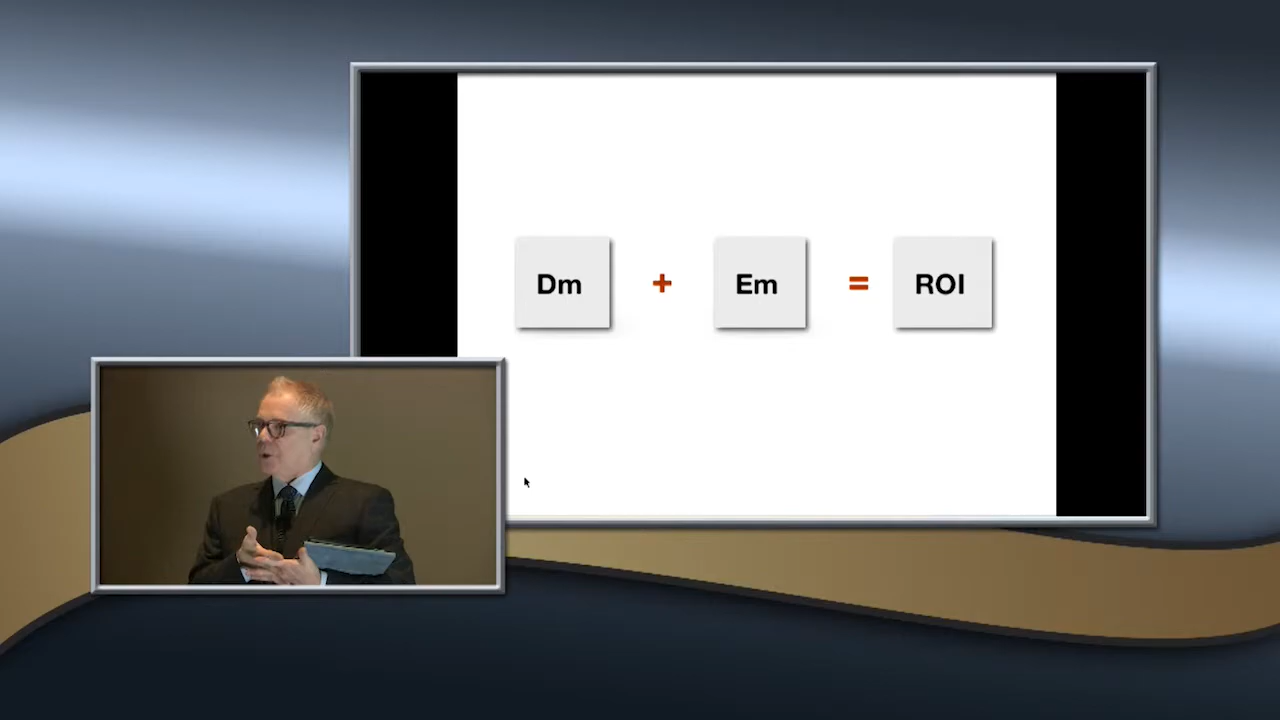 Dm + Em = ROI